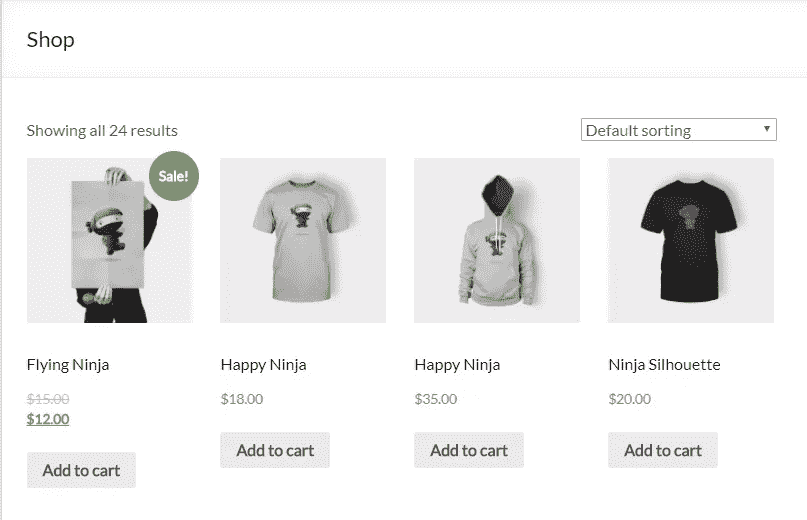 Shop
Showing all 24 results
Default sorting
Sale!
Flying Ninja
Happy Ninja
Happy Ninja
Ninja Silhouette
$15.00
$18.00
$35.00
$20.00
$12.00
Add to cart
Add to cart
Add to cart
Add to cart